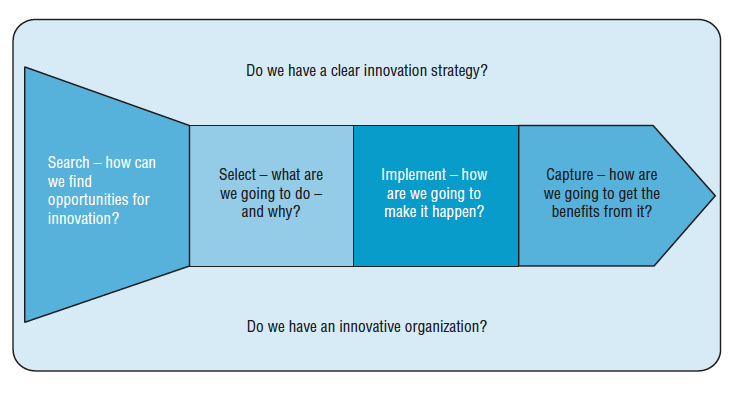 Do we have a clear innovation strategy?
Search – how can
we find
opportunities for
innovation?
Select – what are
we going to do –
and why?
Implement – how
are we going to
make it happen?
Capture – how are
we going to get the
benefits from it?
Do we have an innovative organization?